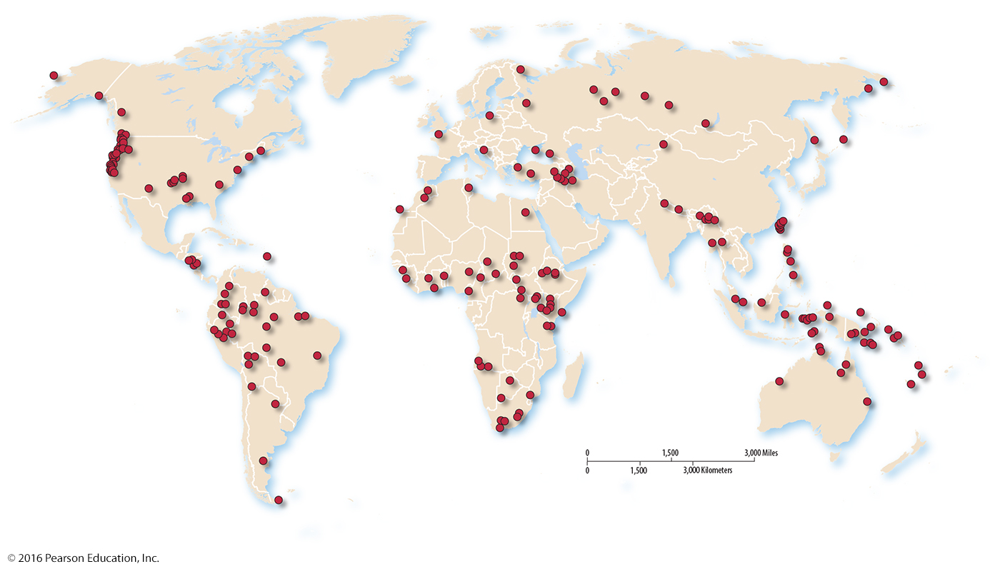 0 1,500 3,000 Miles
0 1,500 3,000 Kilometers
© 2016 Pearson Education, Inc.